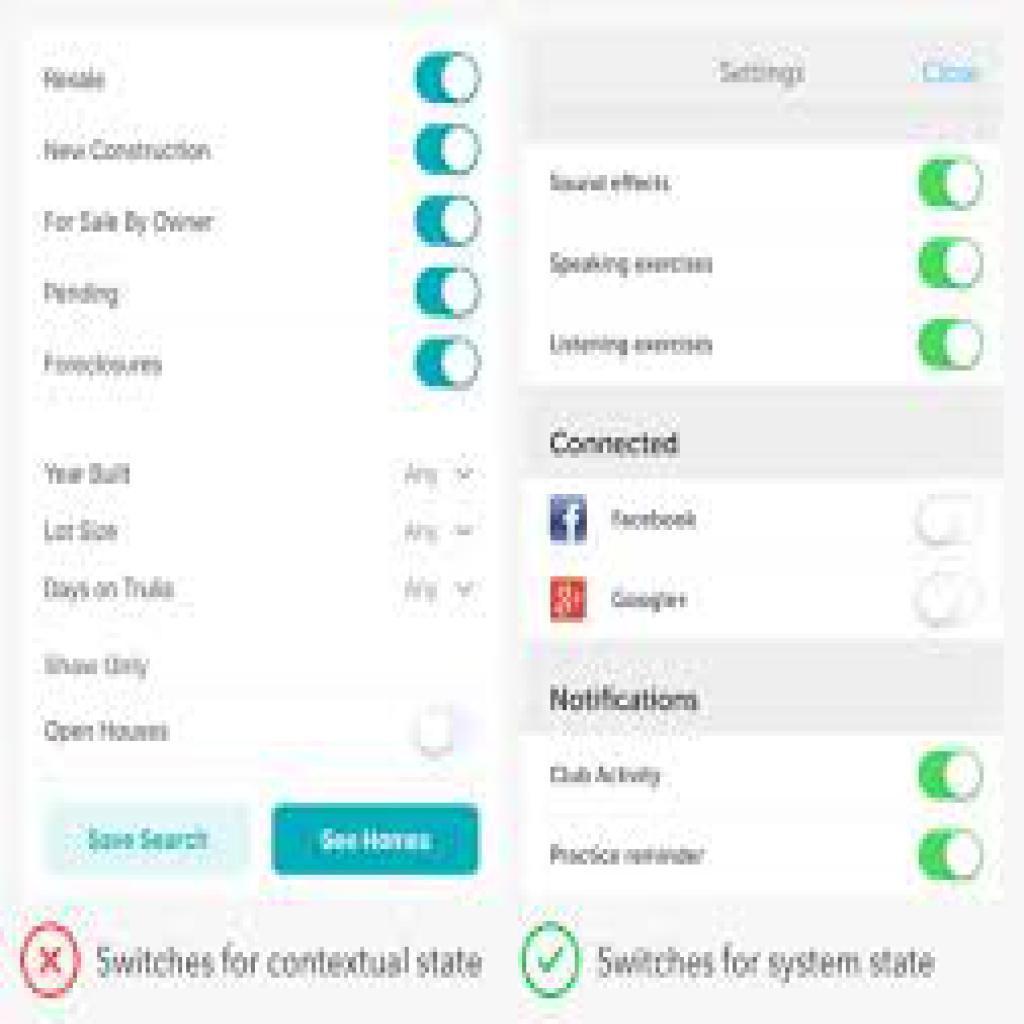 Resale
New Construction
For Sale By Owner
Pending
Foreclosures
Year Built Any
Lot Size Any
Days on Trulia Any
Show Only
Open Houses
Save Search See Homes
Switches for contextual state
Settings Close
Sound effects
Speaking exercises
Listening exercises
Connected
f Facebook
g+ Google+
Notifications
Club Activity
Practice reminder
Switches for system state